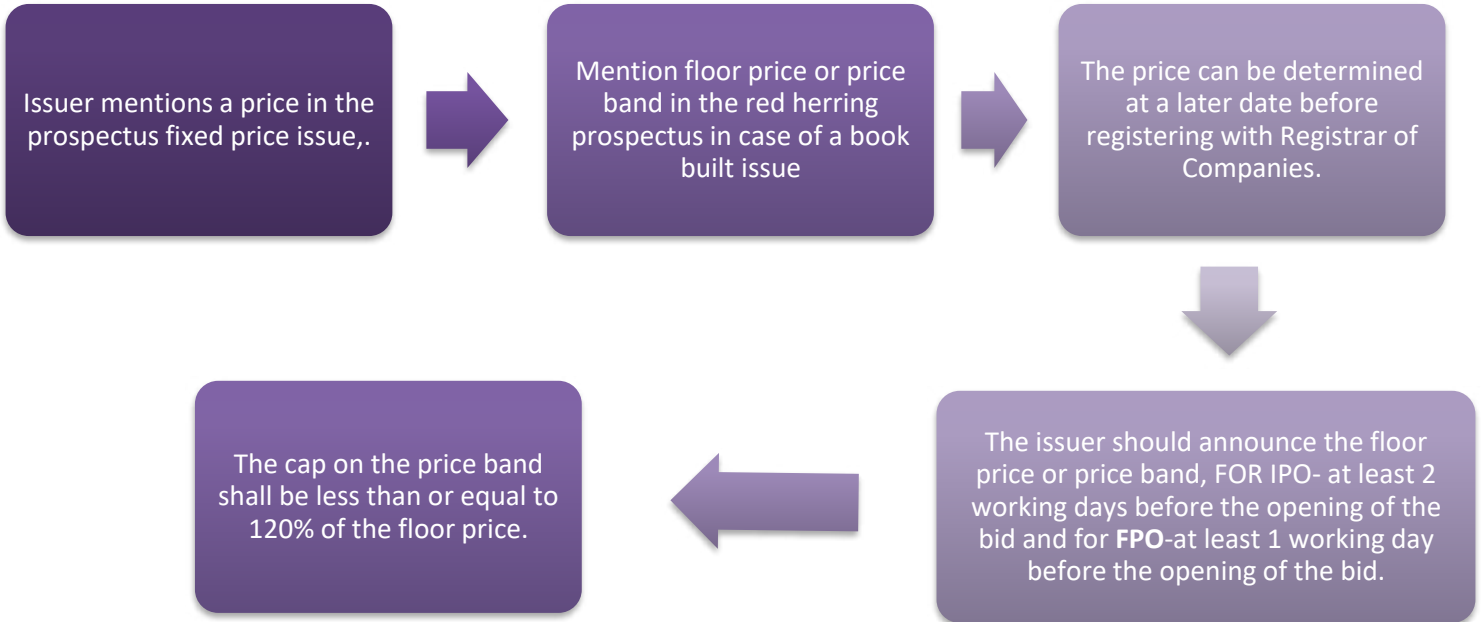 Issuer mentions a price in the
prospectus fixed price issue,.
Mention floor price or price
band in the red herring
prospectus in case of a book
built issue
The price can be determined
at a later date before
registering with Registrar of
Companies.
The issuer should announce the floor
price or price band, FOR IPO- at least 2
working days before the opening of the
bid and for FPO-at least 1 working day
before the opening of the bid.
The cap on the price band
shall be less than or equal to
120% of the floor price.